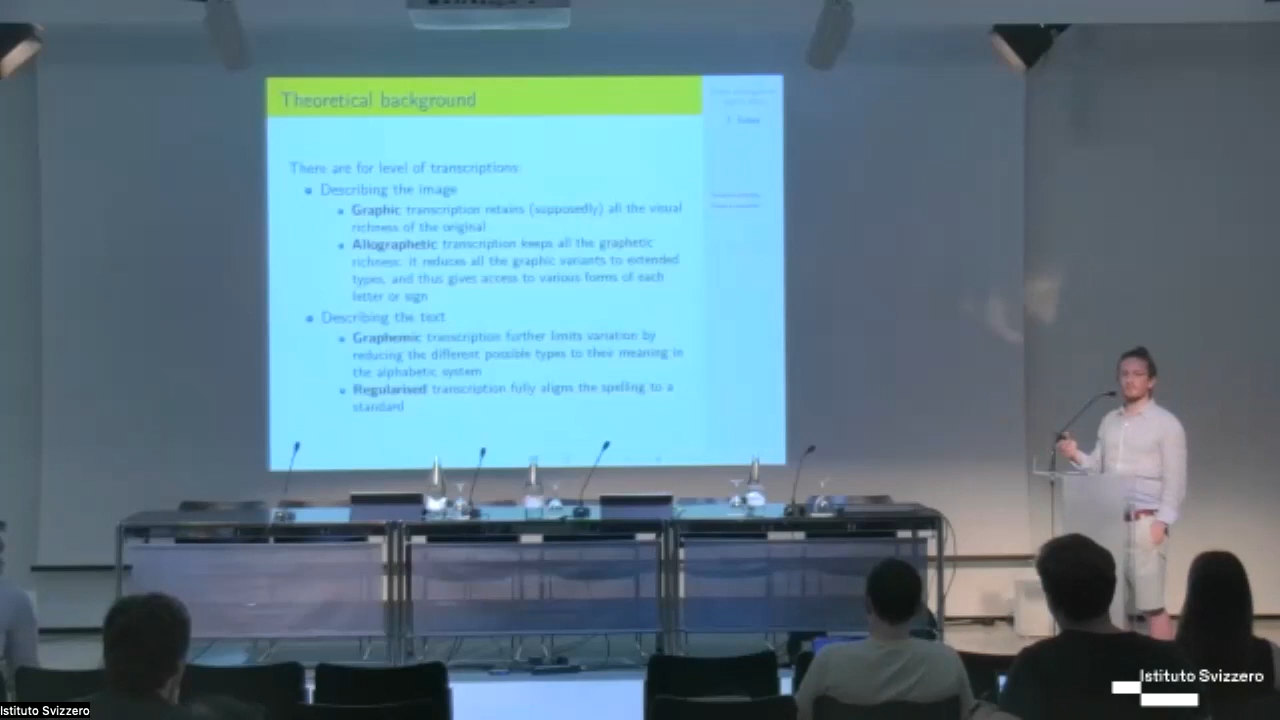 Theoretical background
There are for level of transcriptions:
Describing the image
Graphic transcription retains (supposedly) all the visual
richness of the original
Allographetic transcription keeps all the graphetic
richness: it reduces all the graphic variants to extended
types, and thus gives access to various forms of each
letter or sign
Describing the text
Graphemic transcription further limits variation by
reducing the different possible types to their meaning in
the alphabetic system
Regularised transcription fully aligns the spelling to a
standard
Istituto Svizzero
Istituto Svizzero